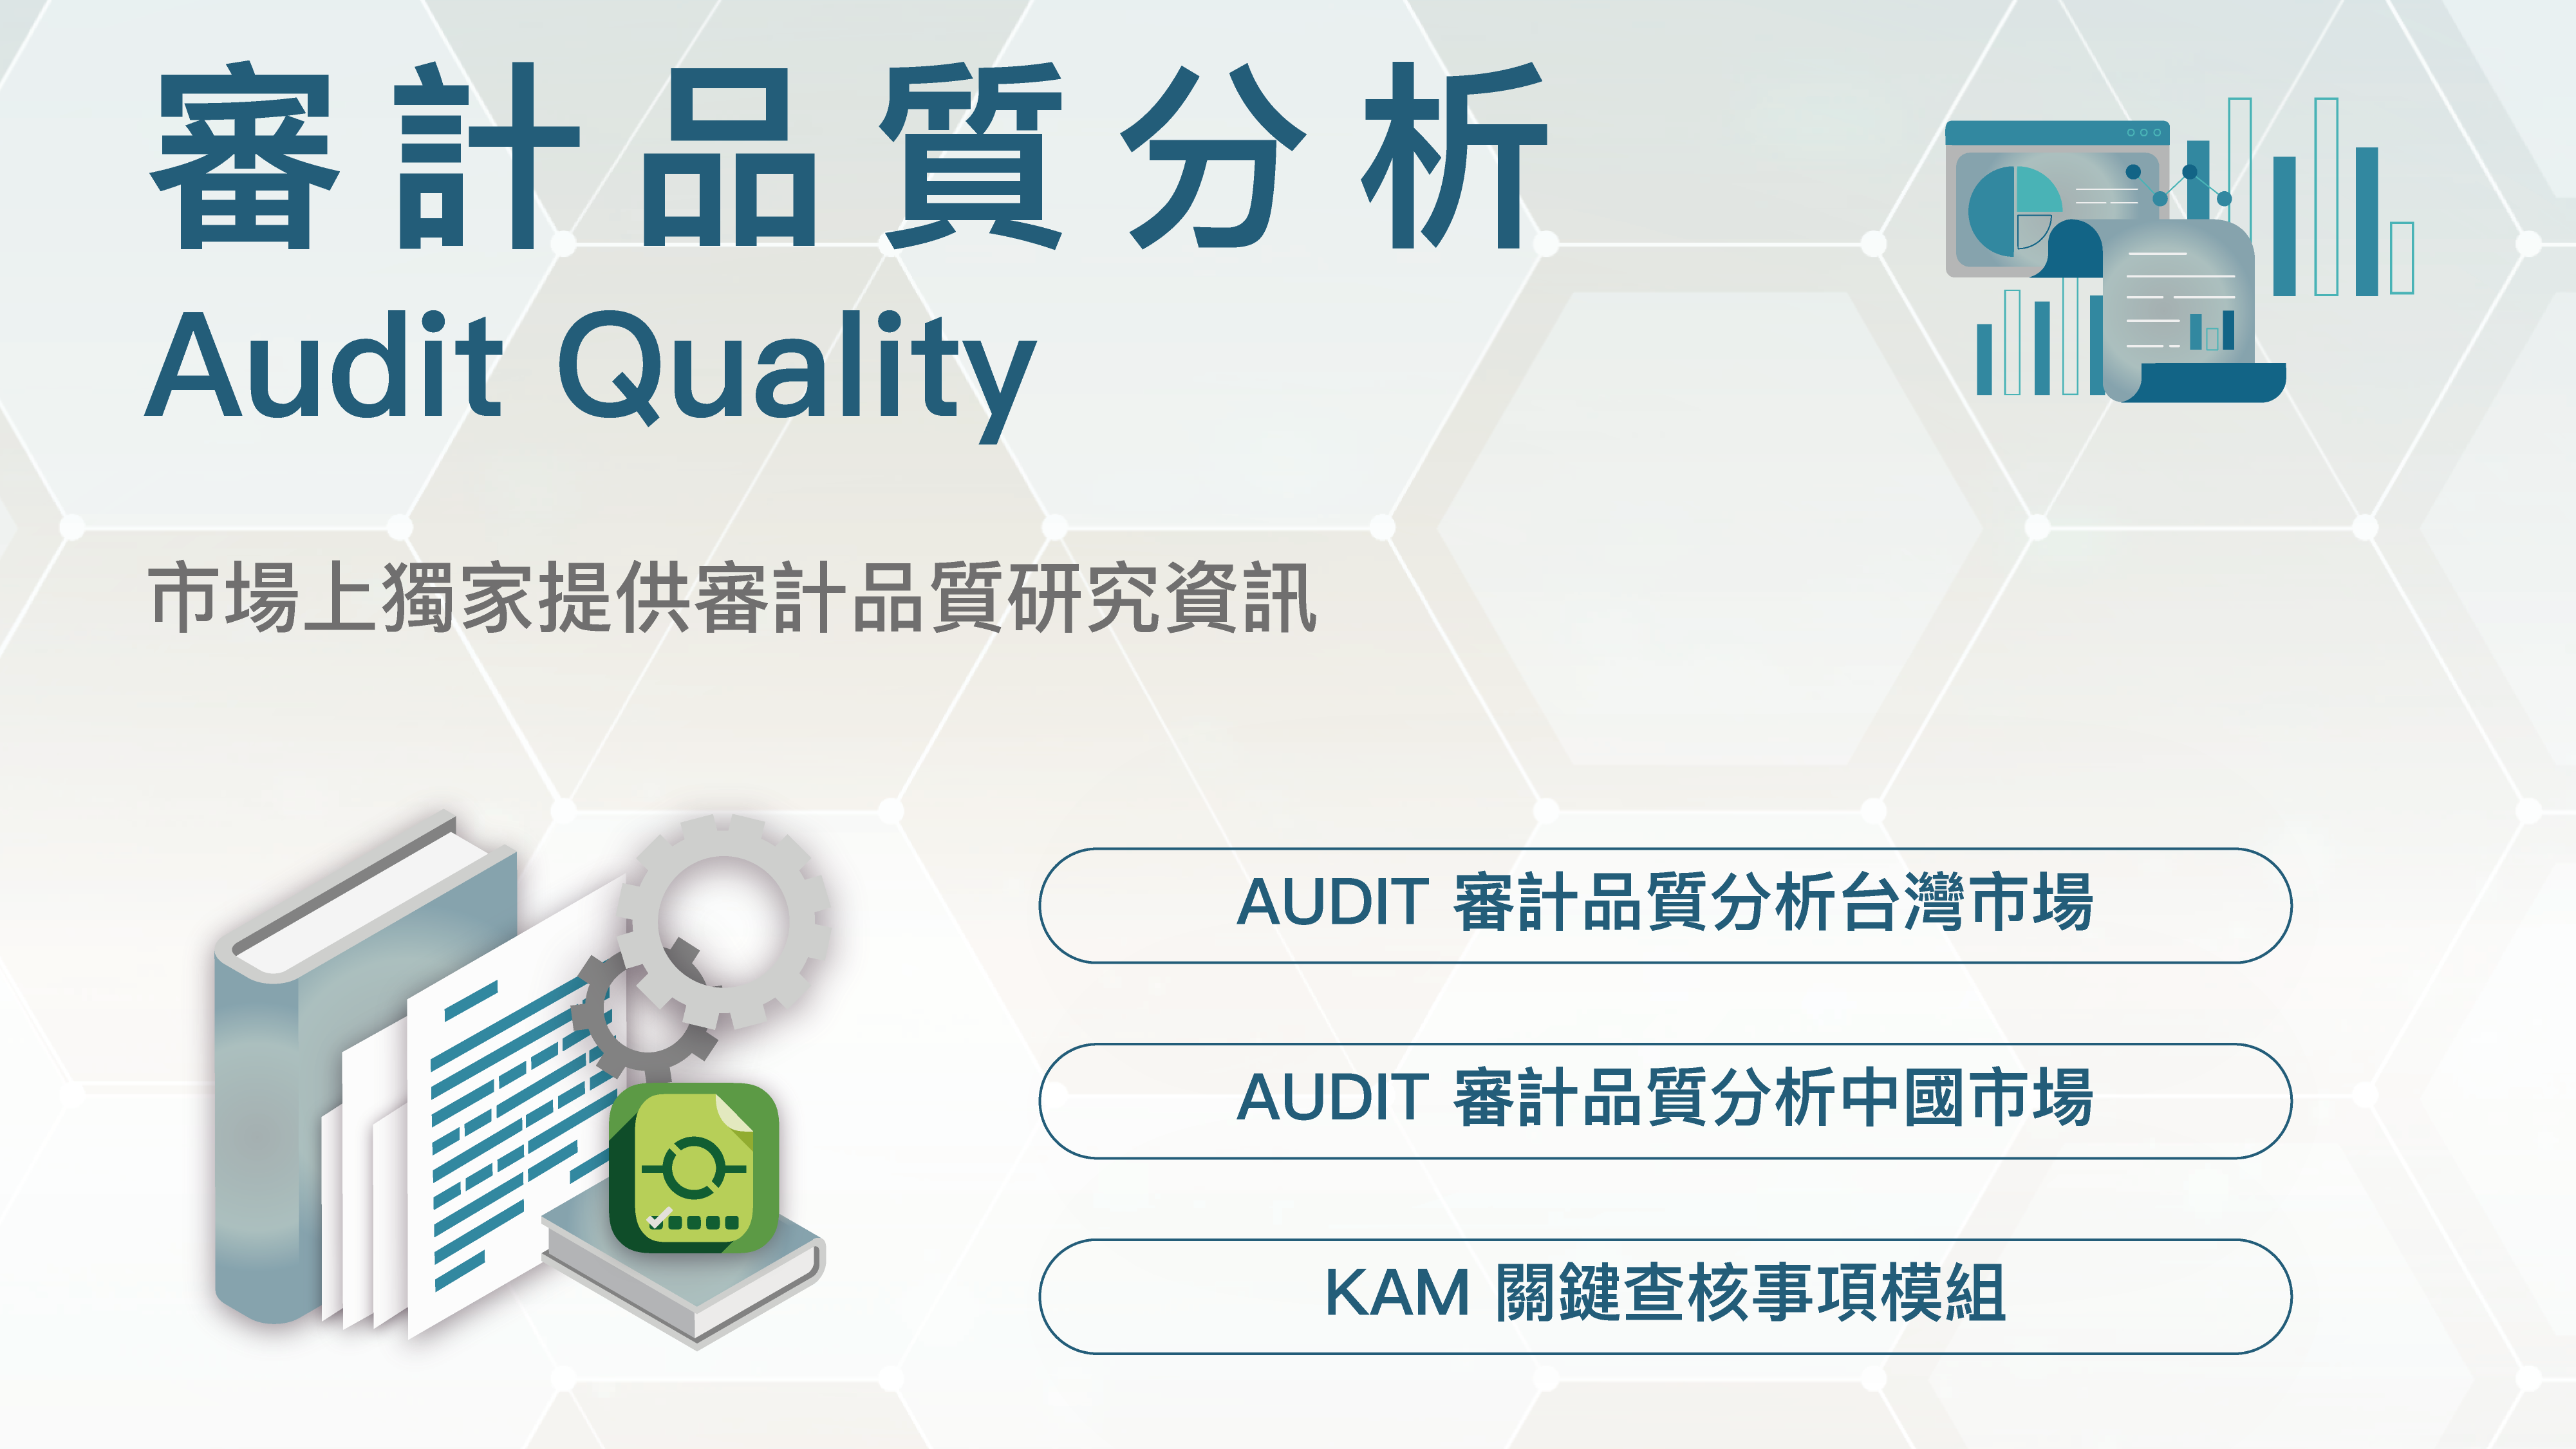 審計品質分析
Audit Quality
市場上獨家提供審計品質研究資訊
AUDIT 審計品質分析台灣市場
AUDIT 審計品質分析中國市場
KAM 關鍵查核事項模組